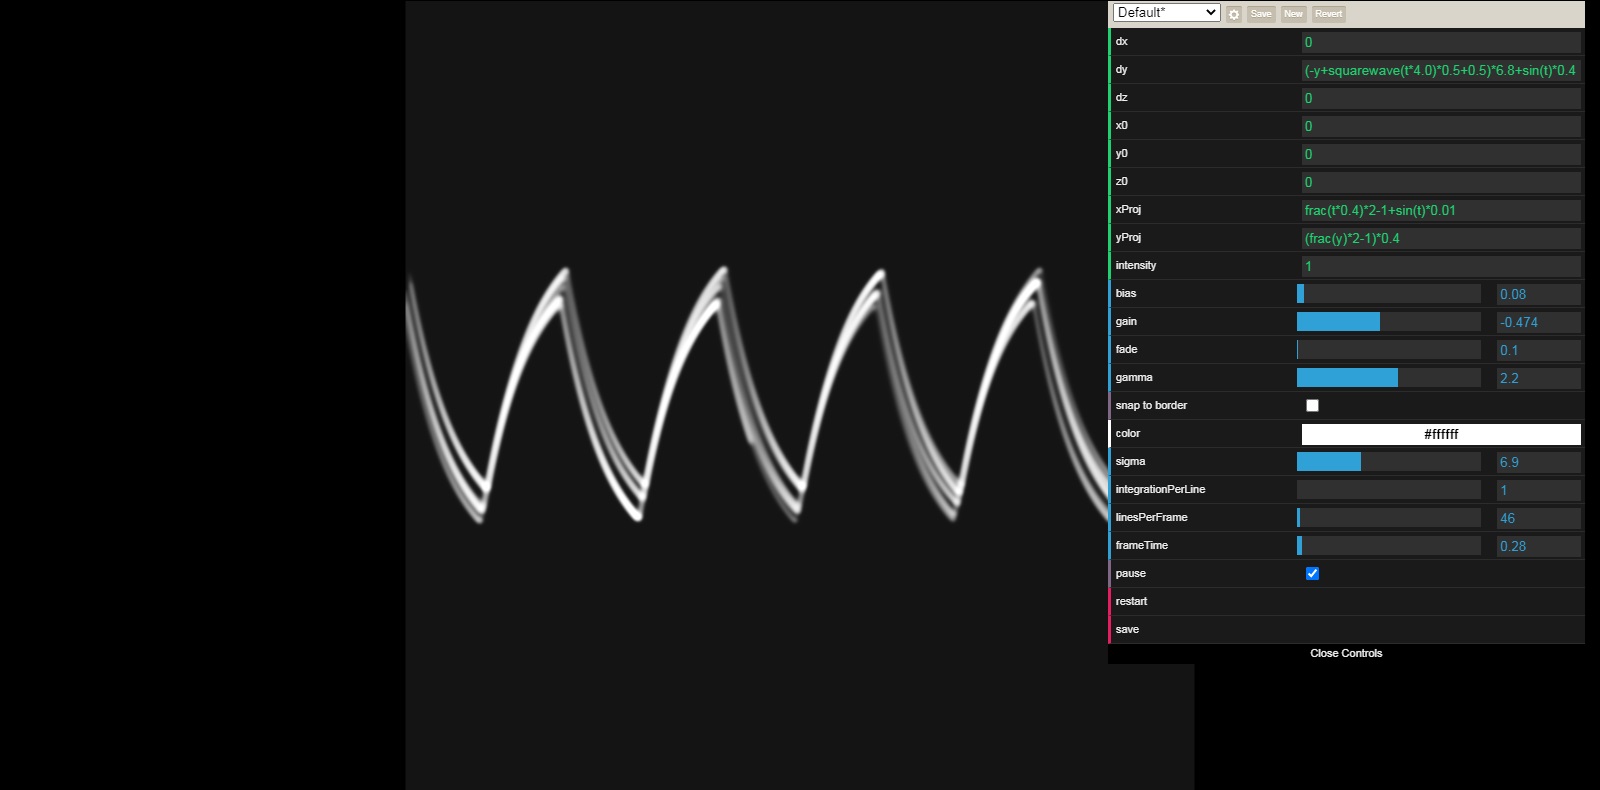 Default* Save New Revert
dx 0
dy (-y+squarewave(t*4.0)*0.5+0.5)*6.8+sin(t)*0.4
dz 0
x0 0
y0 0
z0 0
xProj frac(t*0.4)*2-1+sin(t)*0.01
yProj (frac(y)*2-1)*0.4
intensity 1
bias 0.08
gain -0.474
fade 0.1
gamma 2.2
snap to border
color #ffffff
sigma 6.9
integrationPerLine 1
linesPerFrame 46
frameTime 0.28
pause
restart
save
Close Controls